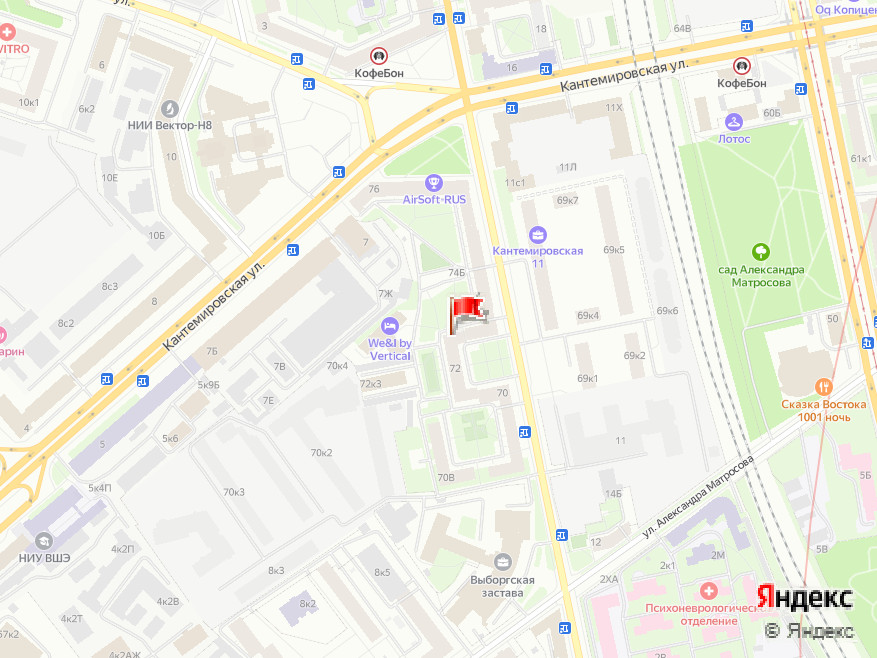 ул.
3
18
64В
Oq Копицен
VITRO
6
КофеБон
16
Кантемировская ул.
КофеБон
10к1
6к2
НИИ Вектор-Н8
11Х
60Б
Лотос
10
11Л
61к1
10Е
76
AirSoft-RUS
11с1
69к7
10Б
7
Кантемировская
11
69к5
сад Александра
Матросова
8с3
74Б
7Ж
8
Кантемировская ул.
8с2
69к4
69к6
50
We&I by
Vertical
арин
7Б
7В
70к4
72
69к2
72к3
69к1
5к9Б
7Е
70
Сказка Востока
1001 ночь
4
5к6
5
11
70к2
70В
ул. Александра Матросова
5Б
5к4П
70к3
14Б
НИУ ВШЭ
4к2П
12
5В
2М
8к3
8к5
Выборгская
застава
2к1
2ХА
4к2В
8к2
Психоневрологическ
отделение
4к2Т
Яндекс
© Яндекс
67к2
4к2АЖ
2В